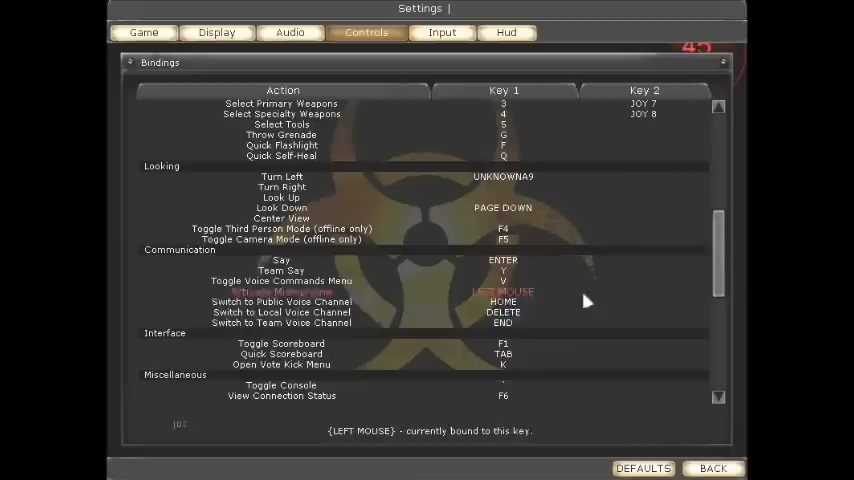 Settings |
Game Display Audio Controls Input Hud
45
Bindings
Action Key 1 Key 2
Select Primary Weapons 3 JOY 7
Select Specialty Weapons 4 JOY 8
Select Tools 5
Throw Grenade G
Quick Flashlight F
Quick Self-Heal Q
Looking
Turn Left UNKNOWNA9
Turn Right
Look Up
Look Down PAGE DOWN
Center View
Toggle Third Person Mode (offline only) F4
Toggle Camera Mode (offline only) F5
Communication
Say ENTER
Team Say Y
Toggle Voice Commands Menu V
Activate Microphone LEFT MOUSE
Switch to Public Voice Channel HOME
Switch to Local Voice Channel DELETE
Switch to Team Voice Channel END
Interface
Toggle Scoreboard F1
Quick Scoreboard TAB
Open Vote Kick Menu K
Miscellaneous
Toggle Console `
View Connection Status F6
{LEFT MOUSE} - currently bound to this key.
DEFAULTS BACK